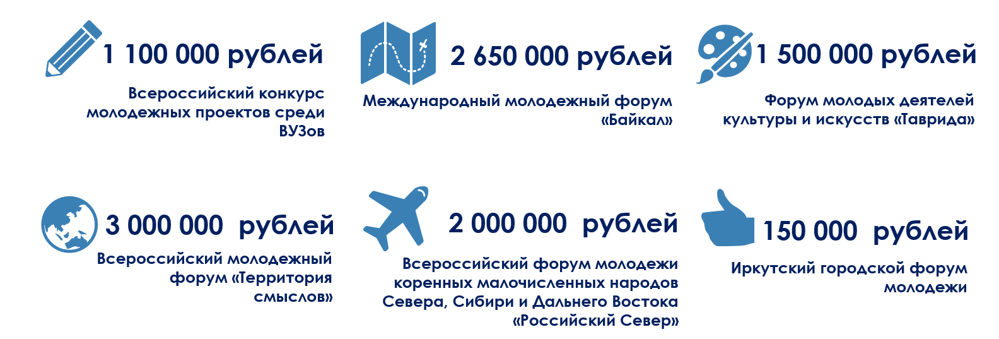 1 100 000 рублей
Всероссийский конкурс
молодежных проектов среди
ВУЗов
2 650 000 рублей
Международный молодежный форум
«Байкал»
1 500 000 рублей
Форум молодых деятелей
культуры и искусств «Таврида»
3 000 000 рублей
Всероссийский молодежный
форум «Территория
смыслов»
2 000 000 рублей
Всероссийский форум молодежи
коренных малочисленных народов
Севера, Сибири и Дальнего Востока
«Российский Север»
150 000 рублей
Иркутский городской форум
молодежи